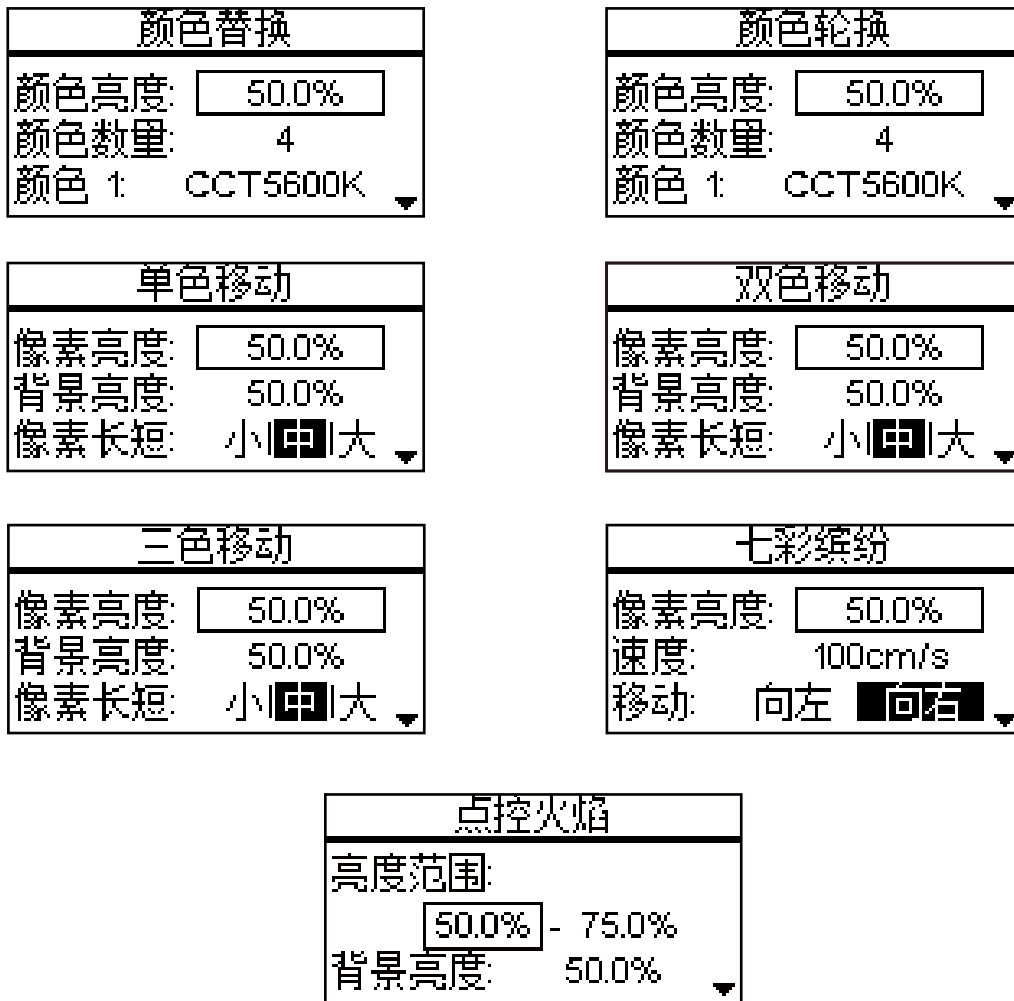 颜色替换
颜色亮度: 50.0%
颜色数量: 4
颜色 1: CCT5600K
颜色轮换
颜色亮度: 50.0%
颜色数量: 4
颜色 1: CCT5600K
单色移动
像素亮度: 50.0%
背景亮度: 50.0%
像素长短: 小|中|大
双色移动
像素亮度: 50.0%
背景亮度: 50.0%
像素长短: 小|中|大
三色移动
像素亮度: 50.0%
背景亮度: 50.0%
像素长短: 小|中|大
七彩缤纷
像素亮度: 50.0%
速度: 100cm/s
移动: 向左 向右
点控火焰
亮度范围:
50.0% - 75.0%
背景亮度: 50.0%